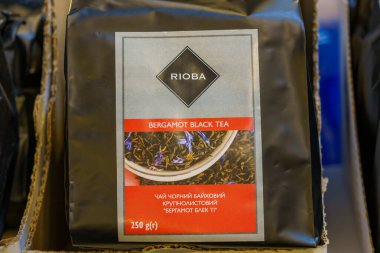 RIOBA
BERGAMOT BLACK TEA
ЧАЙ ЧОРНИЙ БАЙХОВИЙ
КРУПНОЛИСТОВИЙ
"БЕРГАМОТ БЛЕК ТІ"
250 g(г)